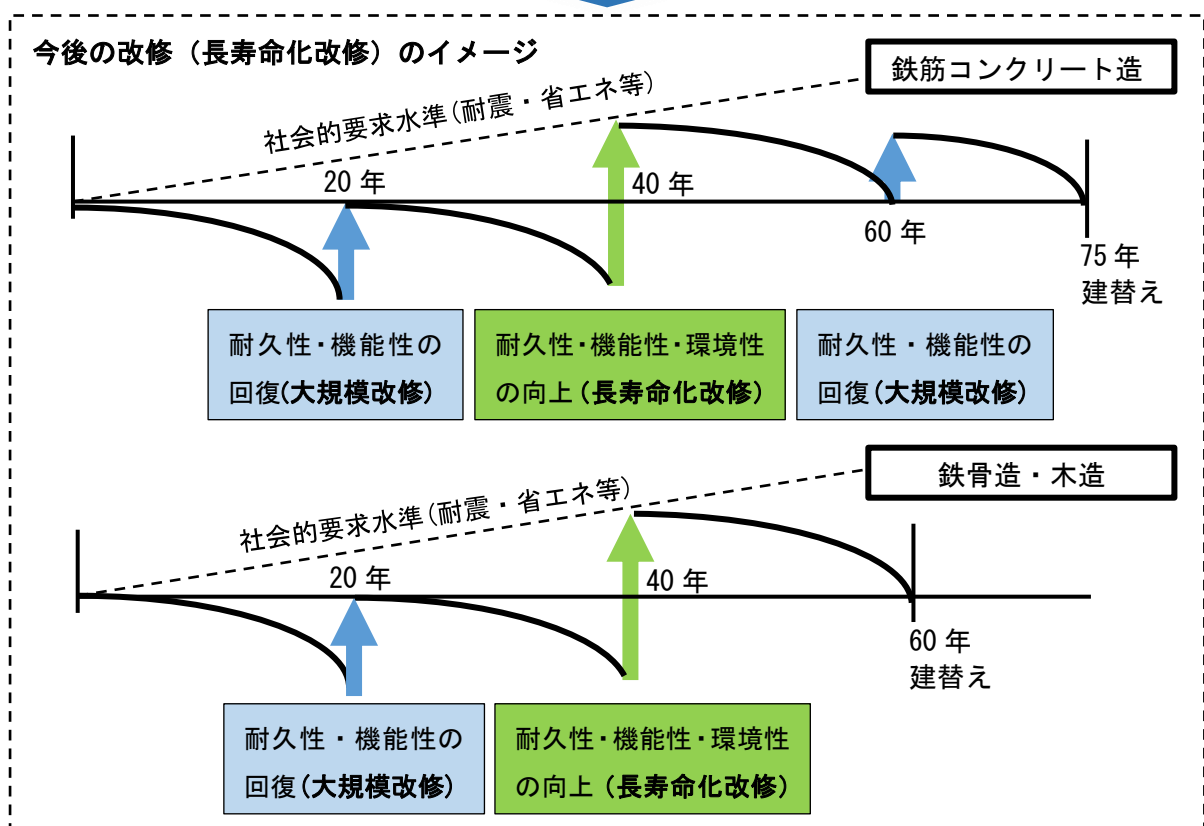 今後の改修（長寿命化改修）のイメージ
鉄筋コンクリート造
社会的要求水準(耐震・省エネ等)
20 年
40 年
60 年
75 年
建替え
耐久性・機能性の
回復(大規模改修)
耐久性・機能性・環境性
の向上(長寿命化改修)
耐久性・機能性の
回復(大規模改修)
鉄骨造・木造
社会的要求水準(耐震・省エネ等)
20 年
40 年
60 年
建替え
耐久性・機能性の
回復(大規模改修)
耐久性・機能性・環境性
の向上(長寿命化改修)